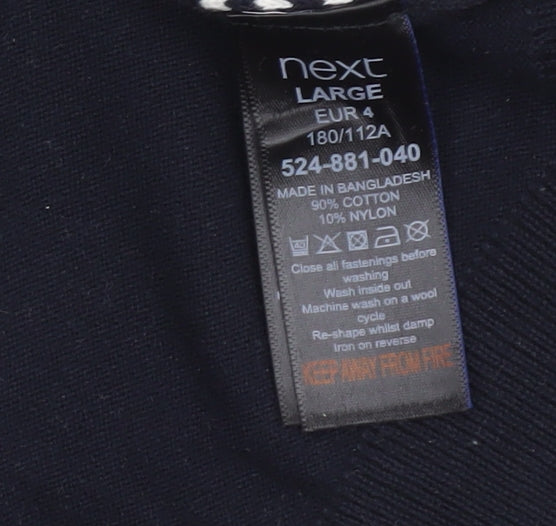 next
LARGE
EUR 4
180/112A
524-881-040
MADE IN BANGLADESH
90% COTTON
10% NYLON
Close all fastenings before
washing
Wash inside out
Machine wash on a wool
cycle
Re-shape whilst damp
Iron on reverse
KEEP AWAY FROM FIRE